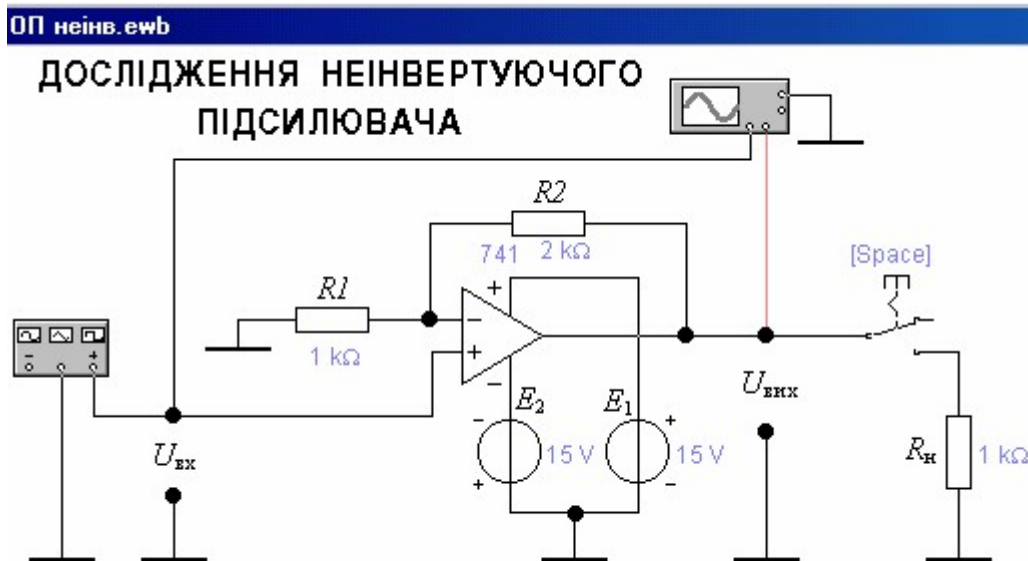 ОП неінв.ewb
ДОСЛІДЖЕННЯ НЕІНВЕРТУЮЧОГО
ПІДСИЛЮВАЧА
R2
741 2 kΩ
[Space]
R1
1 kΩ
+
−
+
−
− +
Uвх
Uвих
E2
E1
−
+
15 V
+
−
15 V
Rн
1 kΩ